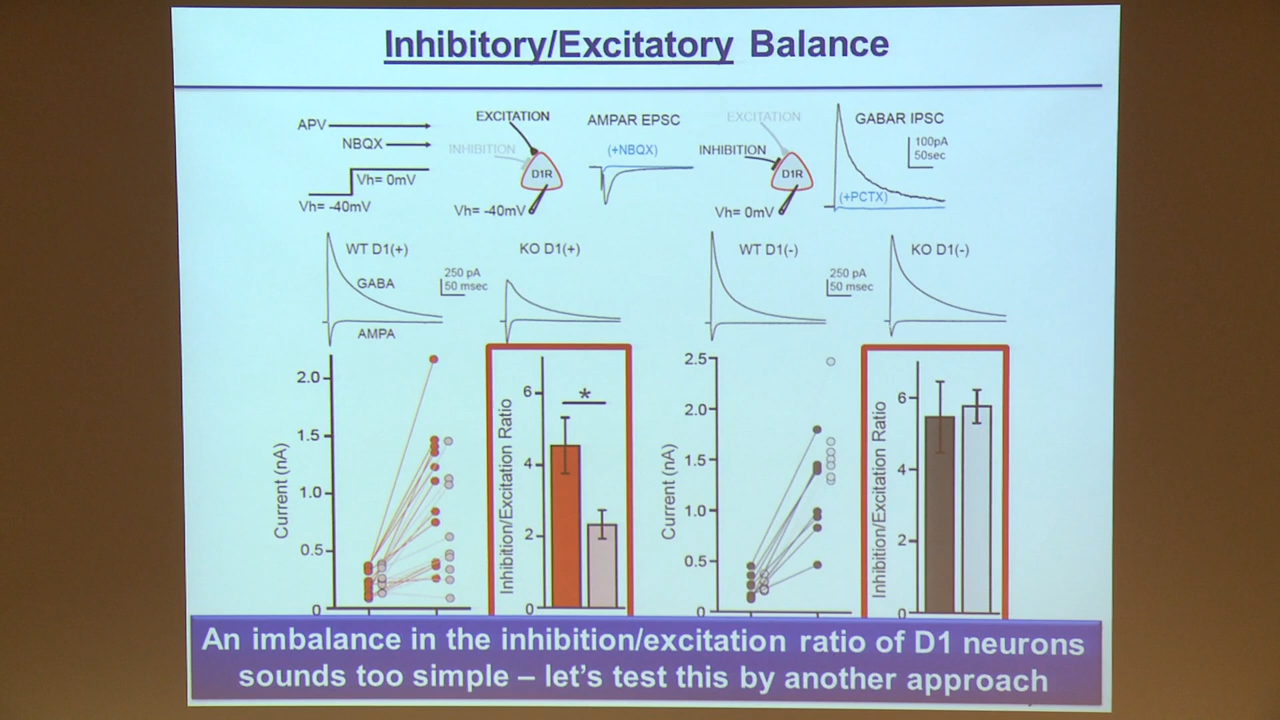 Inhibitory/Excitatory Balance
APV
NBQX
Vh= 0mV
Vh= -40mV
EXCITATION
INHIBITION
D1R
Vh= -40mV
AMPAR EPSC
(+NBQX)
EXCITATION
INHIBITION
D1R
Vh= 0mV
GABAR IPSC
100pA
50sec
(+PCTX)
WT D1(+)
GABA
AMPA
250 pA
50 msec
KO D1(+)
WT D1(-)
250 pA
50 msec
KO D1(-)
Current (nA)
2.0
1.5
1.0
0.5
0
Inhibition/Excitation Ratio
6
4
2
0
*
Current (nA)
2.5
2.0
1.5
1.0
0.5
0
Inhibition/Excitation Ratio
6
4
2
0
An imbalance in the inhibition/excitation ratio of D1 neurons
sounds too simple – let's test this by another approach